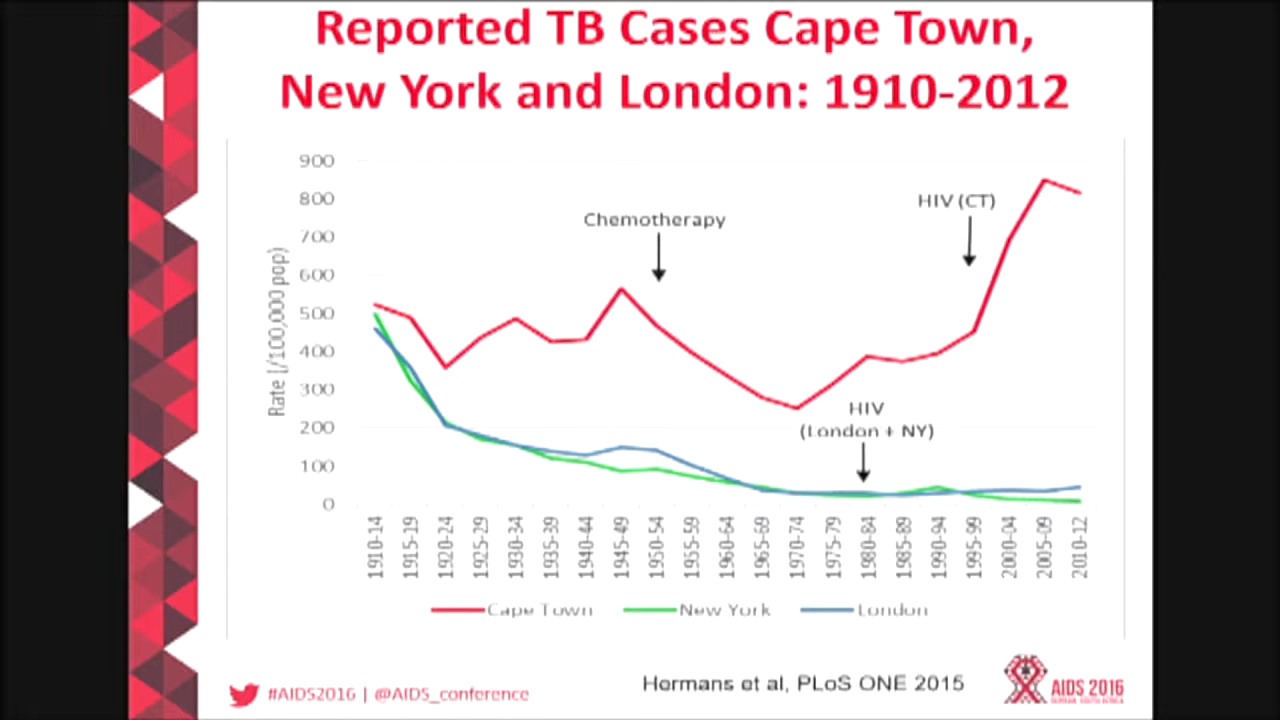 Reported TB Cases Cape Town,
New York and London: 1910-2012
900
800
700
600
500
400
300
200
100
0
Rate (/100,000 pop)
Chemotherapy
HIV (CT)
HIV
(London + NY)
1910-14
1915-19
1920-24
1925-29
1930-34
1935-39
1940-44
1945-49
1950-54
1955-59
1960-64
1965-69
1970-74
1975-79
1980-84
1985-89
1990-94
1995-99
2000-04
2005-09
2010-12
Cape Town
New York
London
#AIDS2016 | @AIDS_conference
Hermans et al, PLoS ONE 2015
AIDS 2016
DURBAN, SOUTH AFRICA